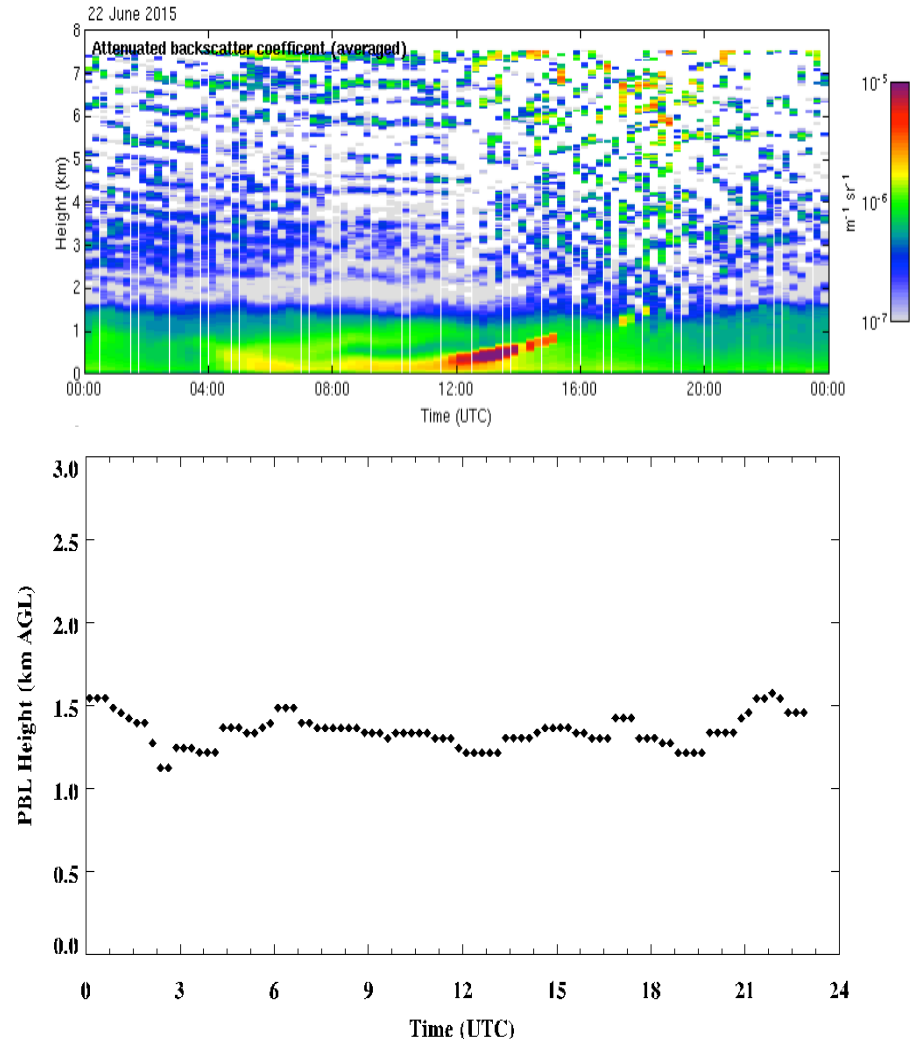 22 June 2015
Attenuated backscatter coefficent (averaged)
8
7
6
5
4
3
2
1
0
Height (km)
00:00 04:00 08:00 12:00 16:00 20:00 00:00
Time (UTC)
10⁻⁵
10⁻⁶
10⁻⁷
m⁻¹ sr⁻¹
3.0
2.5
2.0
1.5
1.0
0.5
0.0
PBL Height (km AGL)
0 3 6 9 12 15 18 21 24
Time (UTC)